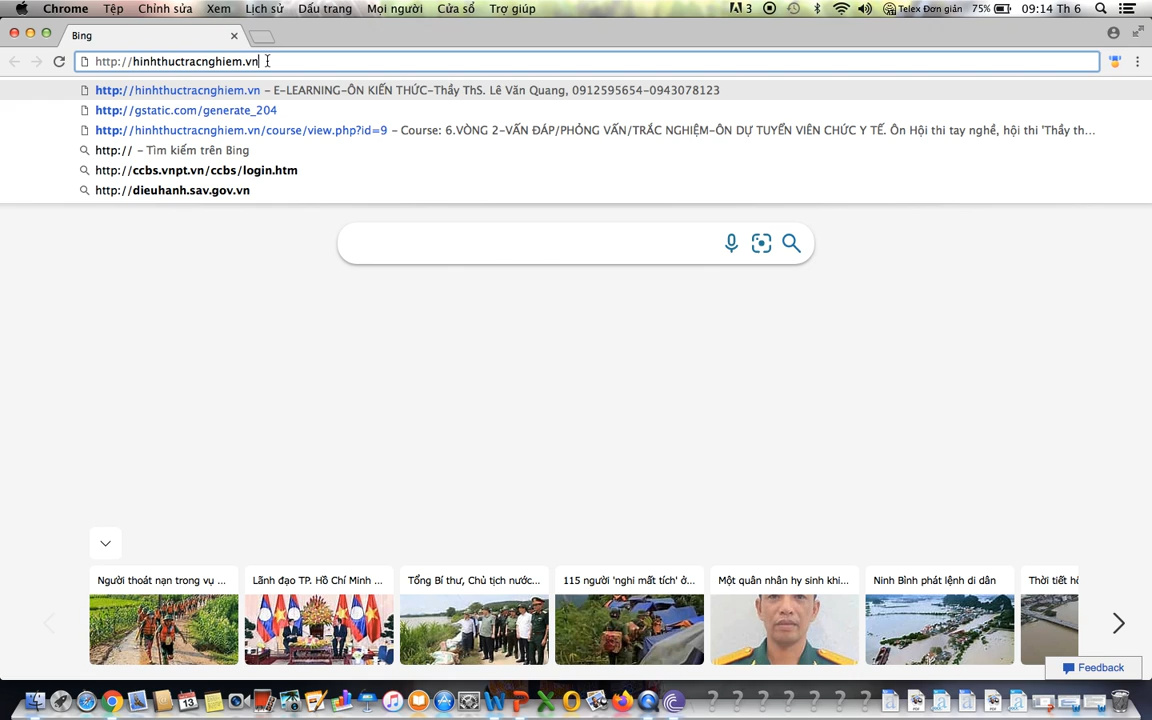 Chrome Tệp Chỉnh sửa Xem Lịch sử Dấu trang Mọi người Cửa sổ Trợ giúp 3 Telex Đơn giản 75% 09:14 Th 6
Bing
http://hinhthuctracnghiem.vn
http://hinhthuctracnghiem.vn – E-LEARNING-ÔN KIẾN THỨC-Thầy ThS. Lê Văn Quang, 0912595654-0943078123
http://gstatic.com/generate_204
http://hinhthuctracnghiem.vn/course/view.php?id=9 – Course: 6.VÒNG 2-VẤN ĐÁP/PHỎNG VẤN/TRẮC NGHIỆM-ÔN DỰ TUYỂN VIÊN CHỨC Y TẾ. Ôn Hội thi tay nghề, hội thi 'Thầy th...
http:// – Tìm kiếm trên Bing
http://ccbs.vnpt.vn/ccbs/login.htm
http://dieuhanh.sav.gov.vn
Người thoát nạn trong vụ ...
Lãnh đạo TP. Hồ Chí Minh ...
Tổng Bí thư, Chủ tịch nước...
115 người 'nghi mất tích' ở...
Một quân nhân hy sinh khi...
Ninh Bình phát lệnh di dân
Thời tiết hô
Feedback
13